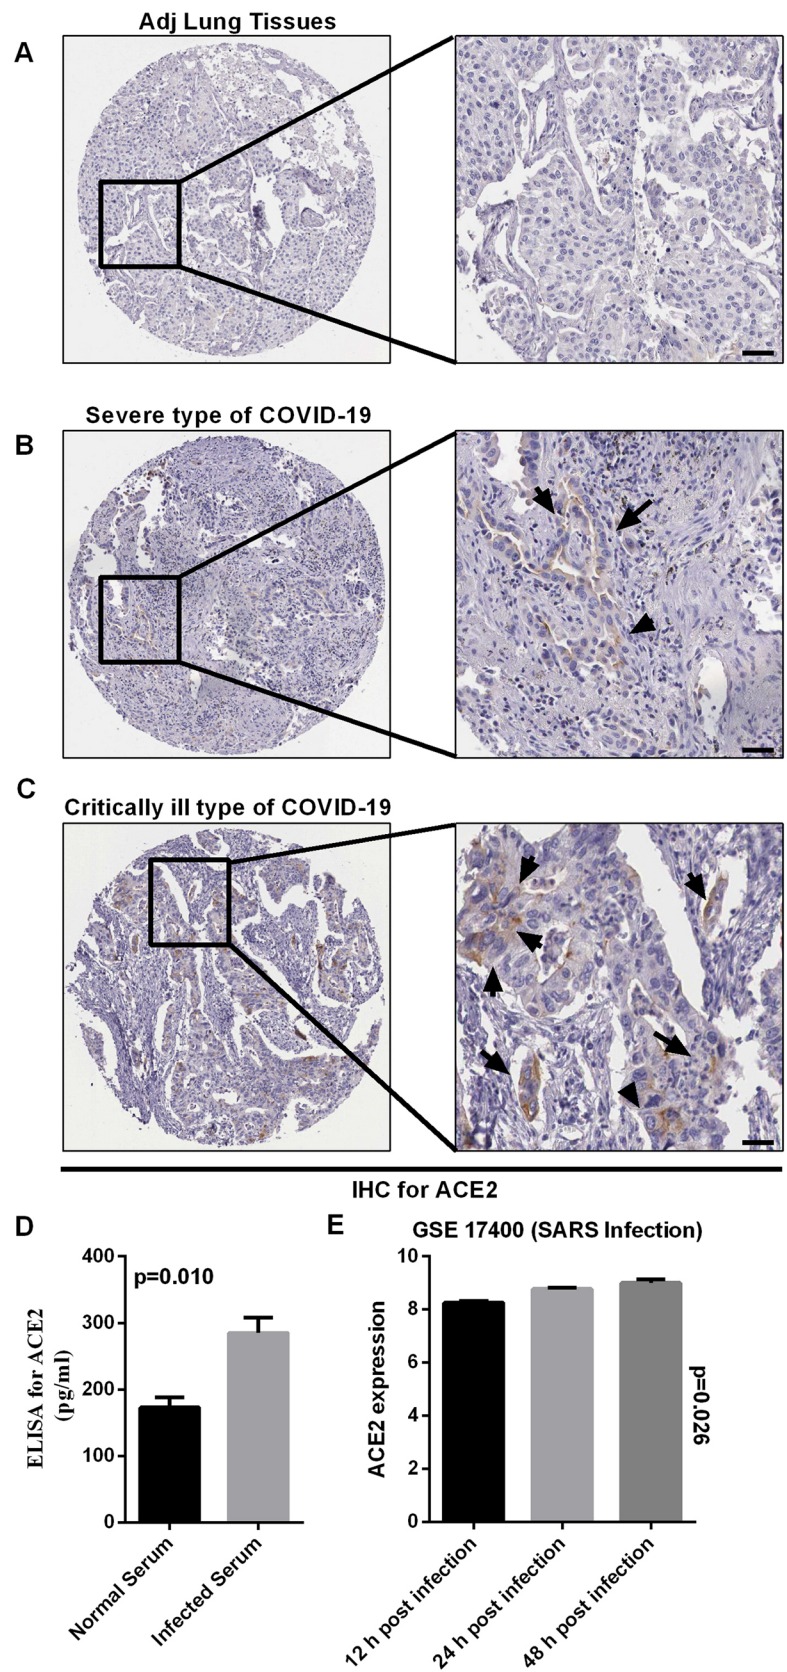 Adj Lung Tissues
A
Severe type of COVID-19
B
C
Critically ill type of COVID-19
IHC for ACE2
D
p=0.010
ELISA for ACE2
(pg/ml)
400
300
200
100
0
Normal Serum
Infected Serum
E
GSE 17400 (SARS Infection)
ACE2 expression
10
8
6
4
2
0
p=0.026
12 h post infection
24 h post infection
48 h post infection